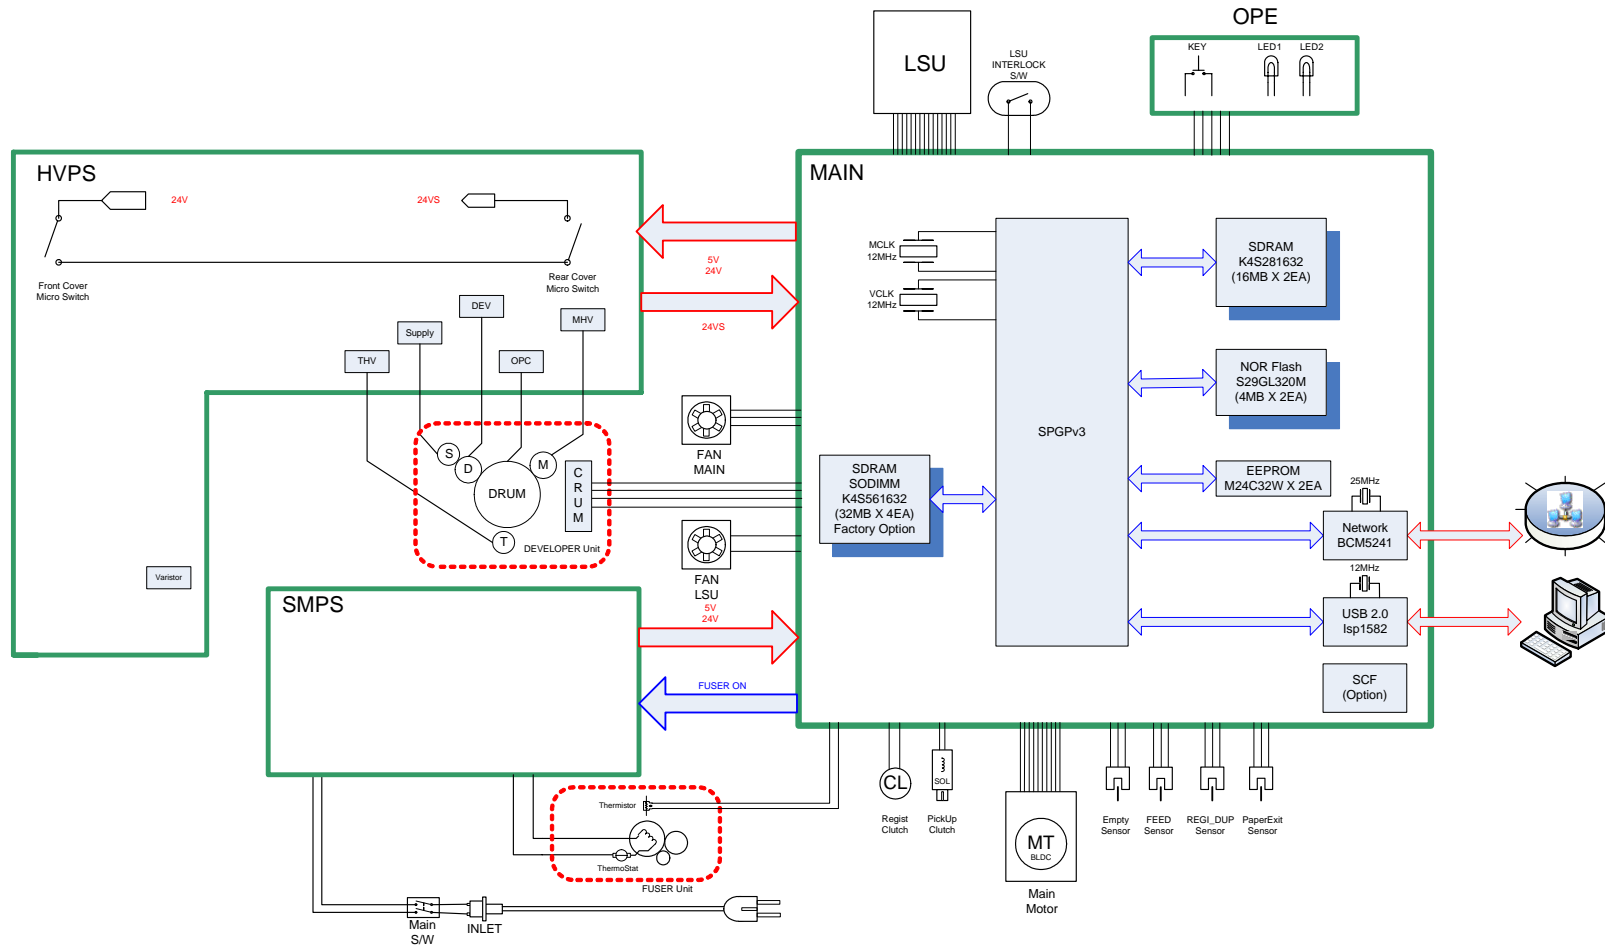 OPE
KEY
LED1
LED2
LSU
LSU
INTERLOCK
S/W
HVPS
24V
24VS
Front Cover
Micro Switch
Rear Cover
Micro Switch
DEV
MHV
Supply
THV
OPC
S
D
M
DRUM
T
C
R
U
M
DEVELOPER Unit
Varistor
5V
24V
24VS
FAN
MAIN
FAN
LSU
5V
24V
FUSER ON
SMPS
MAIN
MCLK
12MHz
VCLK
12MHz
SPGPv3
SDRAM
K4S281632
(16MB X 2EA)
NOR Flash
S29GL320M
(4MB X 2EA)
SDRAM
SODIMM
K4S561632
(32MB X 4EA)
Factory Option
EEPROM
M24C32W X 2EA
25MHz
Network
BCM5241
12MHz
USB 2.0
Isp1582
SCF
(Option)
Thermistor
ThermoStat
FUSER Unit
Main
S/W
INLET
CL
Regist
Clutch
SOL
PickUp
Clutch
MT
BLDC
Main
Motor
Empty
Sensor
FEED
Sensor
REGI_DUP
Sensor
PaperExit
Sensor